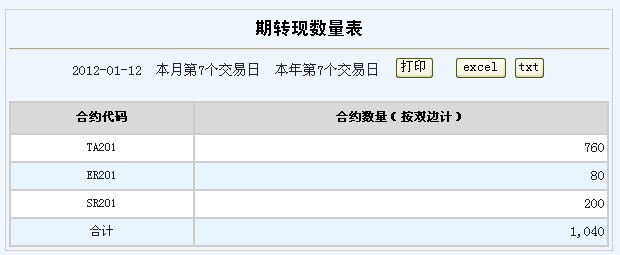 期转现数量表
2012-01-12 本月第7个交易日 本年第7个交易日 打印 excel txt
合约代码 合约数量(按双边计)
TA201 760
ER201 80
SR201 200
合计 1,040